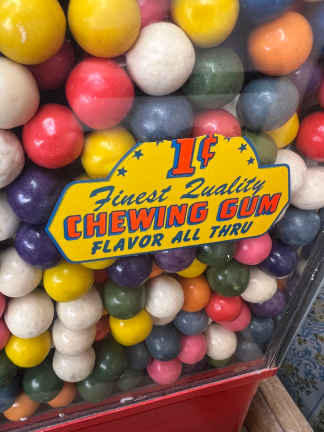 1¢
Finest Quality
CHEWING GUM
FLAVOR ALL THRU